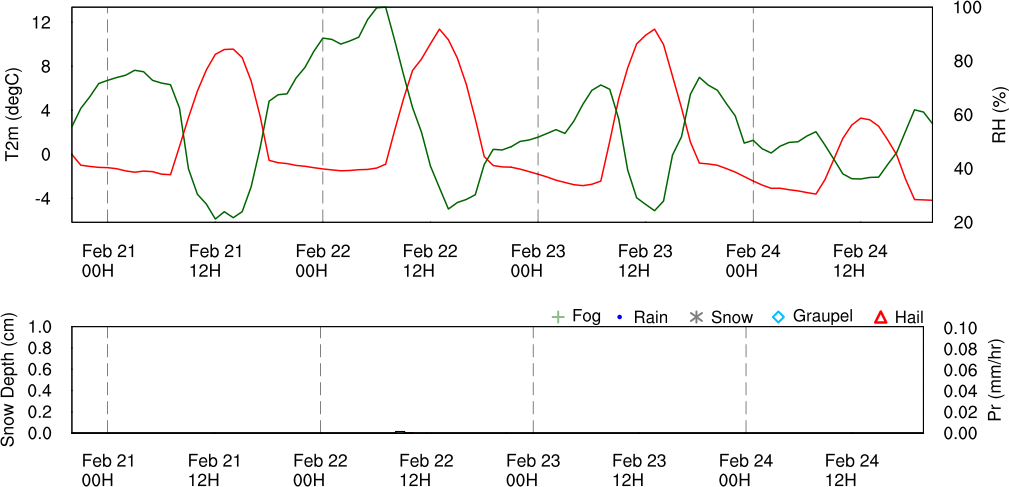 12
8
4
0
-4
T2m (degC)
100
90
80
70
60
50
40
30
20
RH (%)
Feb 21 Feb 21 Feb 22 Feb 22 Feb 23 Feb 23 Feb 24 Feb 24
00H 12H 00H 12H 00H 12H 00H 12H
Fog Rain Snow Graupel Hail
1.0
0.8
0.6
0.4
0.2
0.0
Snow Depth (cm)
0.10
0.08
0.06
0.04
0.02
0.00
Pr (mm/hr)
Feb 21 Feb 21 Feb 22 Feb 22 Feb 23 Feb 23 Feb 24 Feb 24
00H 12H 00H 12H 00H 12H 00H 12H